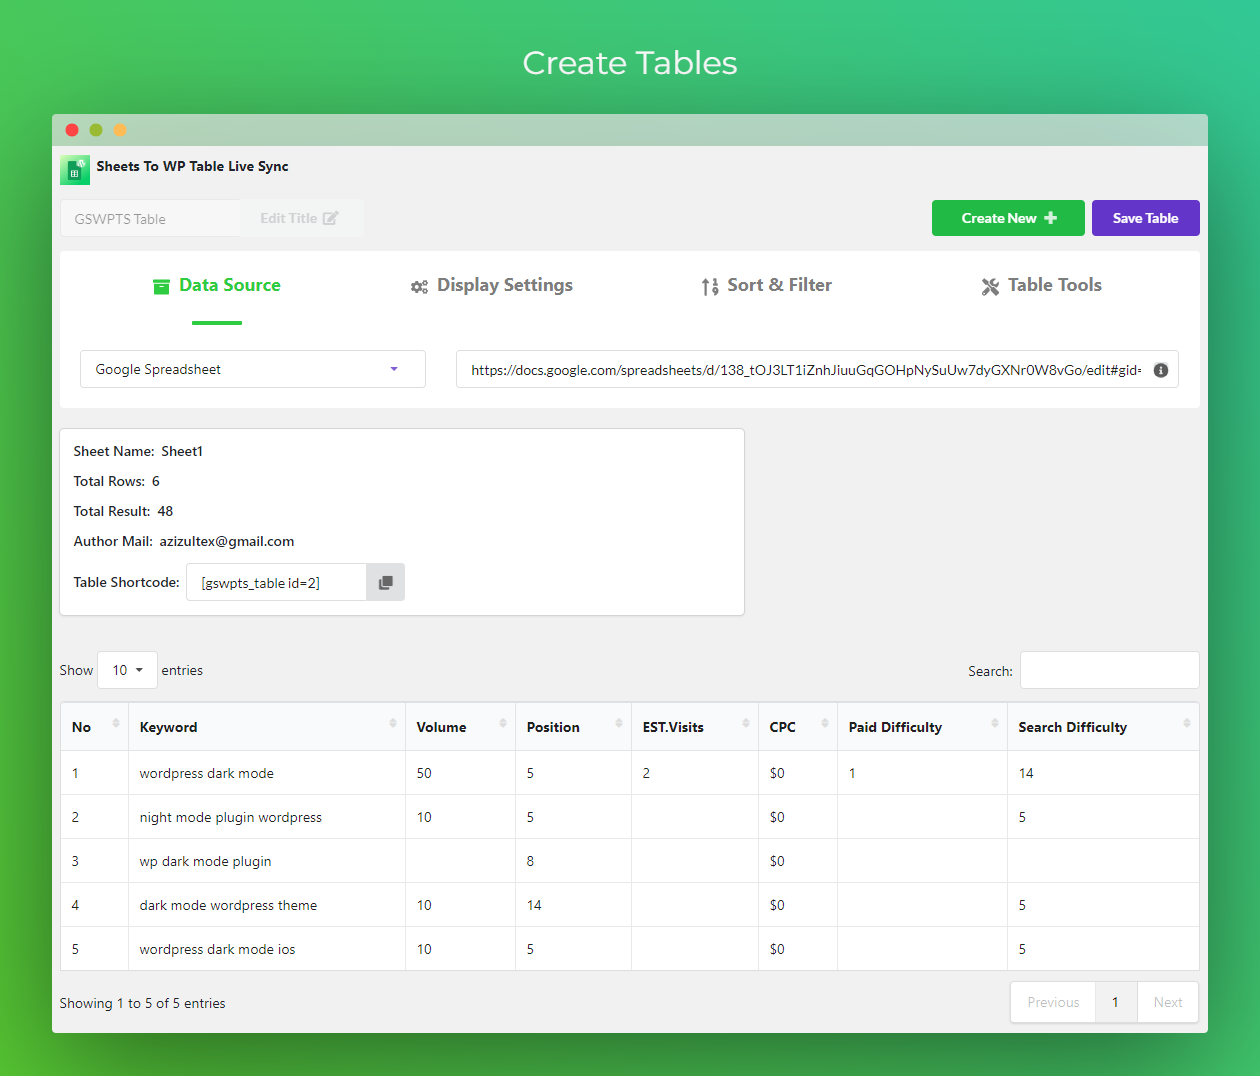 Create Tables
Sheets To WP Table Live Sync
GSWPTS Table Edit Title Create New Save Table
Data Source Display Settings Sort & Filter Table Tools
Google Spreadsheet https://docs.google.com/spreadsheets/d/138_tOJ3LT1iZnhJiuuGqGOHpNySuUw7dyGXNr0W8vGo/edit#gid=
Sheet Name: Sheet1
Total Rows: 6
Total Result: 48
Author Mail: azizultex@gmail.com
Table Shortcode: [gswpts_table id=2]
Show 10 entries Search:
No Keyword Volume Position EST.Visits CPC Paid Difficulty Search Difficulty
1 wordpress dark mode 50 5 2 $0 1 14
2 night mode plugin wordpress 10 5 $0 5
3 wp dark mode plugin 8 $0
4 dark mode wordpress theme 10 14 $0 5
5 wordpress dark mode ios 10 5 $0 5
Showing 1 to 5 of 5 entries Previous 1 Next